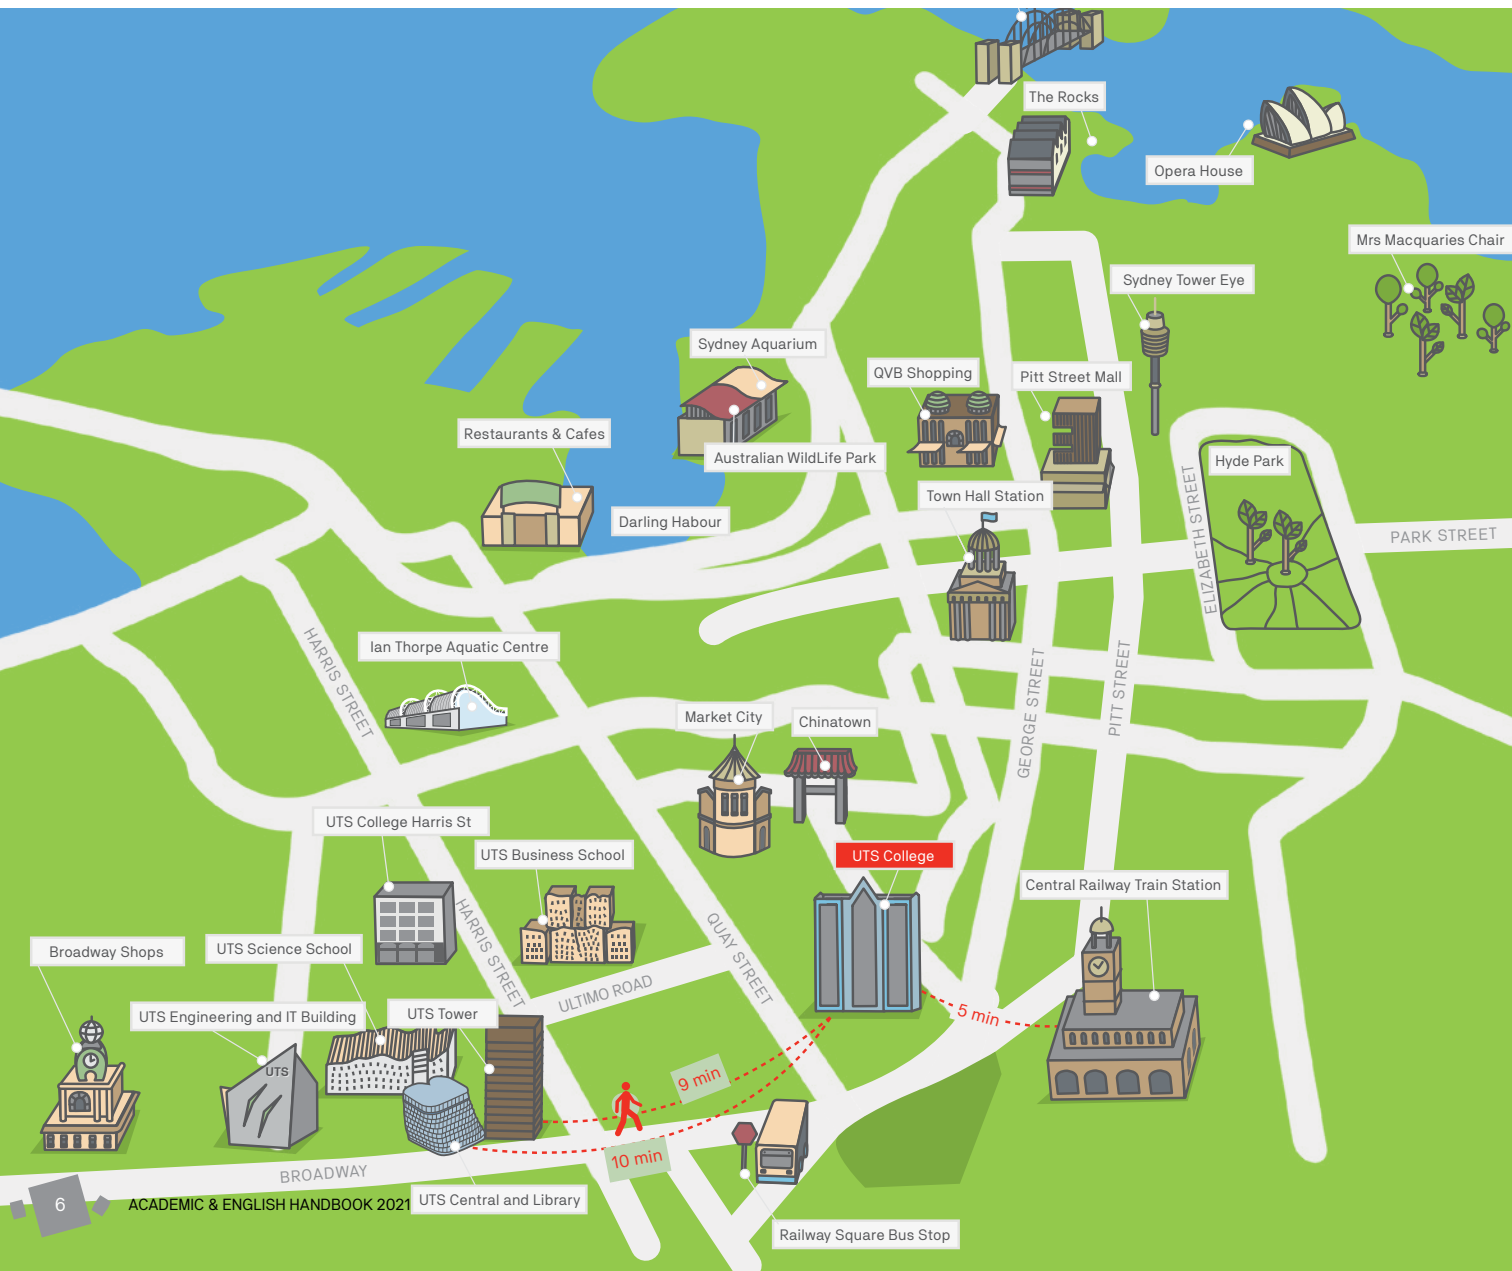 The Rocks
Opera House
Mrs Macquaries Chair
Sydney Tower Eye
Sydney Aquarium
QVB Shopping
Pitt Street Mall
Restaurants & Cafes
Australian WildLife Park
Hyde Park
Town Hall Station
Darling Habour
ELIZABETH STREET
PARK STREET
HARRIS STREET
Ian Thorpe Aquatic Centre
GEORGE STREET
PITT STREET
Market City
Chinatown
UTS College Harris St
UTS Business School
UTS College
Central Railway Train Station
HARRIS STREET
QUAY STREET
Broadway Shops
UTS Science School
ULTIMO ROAD
UTS Engineering and IT Building
UTS Tower
5 min
UTS
9 min
10 min
BROADWAY
UTS Central and Library
6
ACADEMIC & ENGLISH HANDBOOK 2021
Railway Square Bus Stop